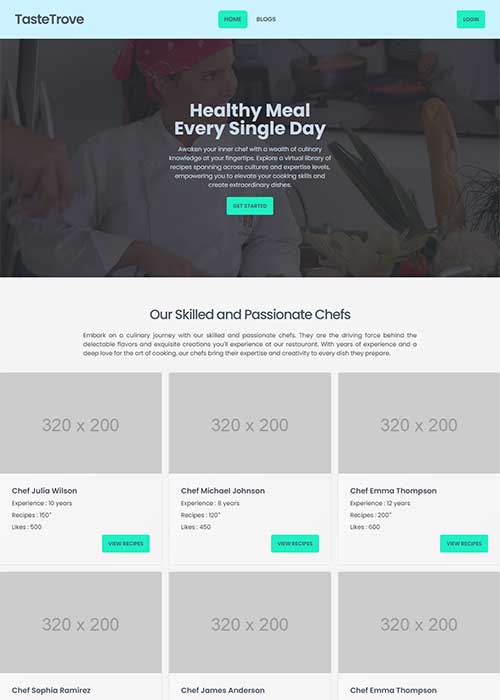 TasteTrove
HOME
BLOGS
LOGIN
Healthy Meal
Every Single Day
Awaken your inner chef with a wealth of culinary
knowledge at your fingertips. Explore a virtual library of
recipes spanning across cultures and expertise levels,
empowering you to elevate your cooking skills and
create extraordinary dishes.
GET STARTED
Our Skilled and Passionate Chefs
Embark on a culinary journey with our skilled and passionate chefs. They are the driving force behind the
delectable flavors and exquisite creations you'll experience at our restaurant. With years of experience and a
deep love for the art of cooking, our chefs bring their expertise and creativity to every dish they prepare.
320 x 200
320 x 200
320 x 200
Chef Julia Wilson
Experience : 10 years
Recipes : 150+
Likes : 500
VIEW RECIPES
Chef Michael Johnson
Experience : 8 years
Recipes : 120+
Likes : 450
VIEW RECIPES
Chef Emma Thompson
Experience : 12 years
Recipes : 200+
Likes : 600
VIEW RECIPES
320 x 200
320 x 200
320 x 200
Chef Sophia Ramirez
Chef James Anderson
Chef Emma Thompson